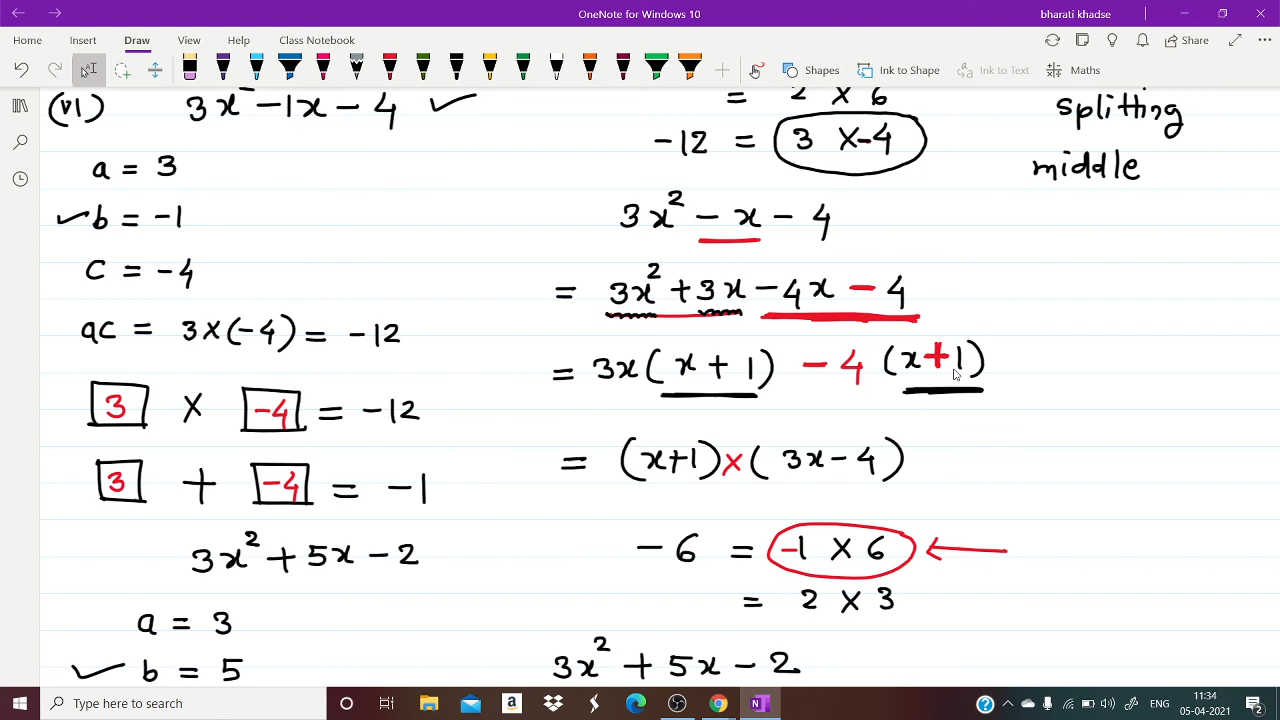 OneNote for Windows 10
bharati khadse
Home Insert Draw View Help Class Notebook
Share
Shapes Ink to Shape Ink to Text Maths
(vi) 3x² - 1x - 4 ✓
a = 3
✓ b = -1
c = -4
ac = 3×(-4) = -12
3 × -4 = -12
3 + -4 = -1
3x² + 5x - 2
a = 3
✓ b = 5
= 2 × 6
-12 = 3 × -4
3x² - x - 4
= 3x² + 3x - 4x - 4
= 3x(x + 1) - 4 (x+1)
= (x+1)×(3x - 4)
-6 = -1 × 6
= 2 × 3
3x² + 5x - 2
splitting
middle
Type here to search
11:34
05-04-2021